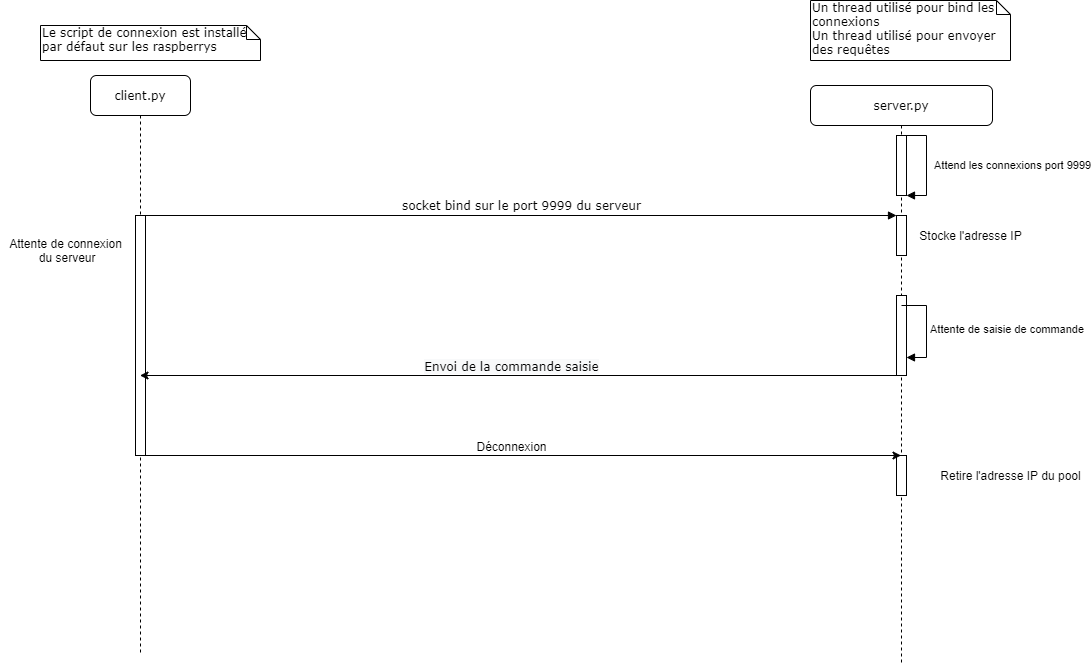 Un thread utilisé pour bind les
connexions
Un thread utilisé pour envoyer
des requêtes
Le script de connexion est installé
par défaut sur les raspberrys
client.py
server.py
Attend les connexions port 9999
socket bind sur le port 9999 du serveur
Stocke l'adresse IP
Attente de connexion
du serveur
Attente de saisie de commande
Envoi de la commande saisie
Déconnexion
Retire l'adresse IP du pool